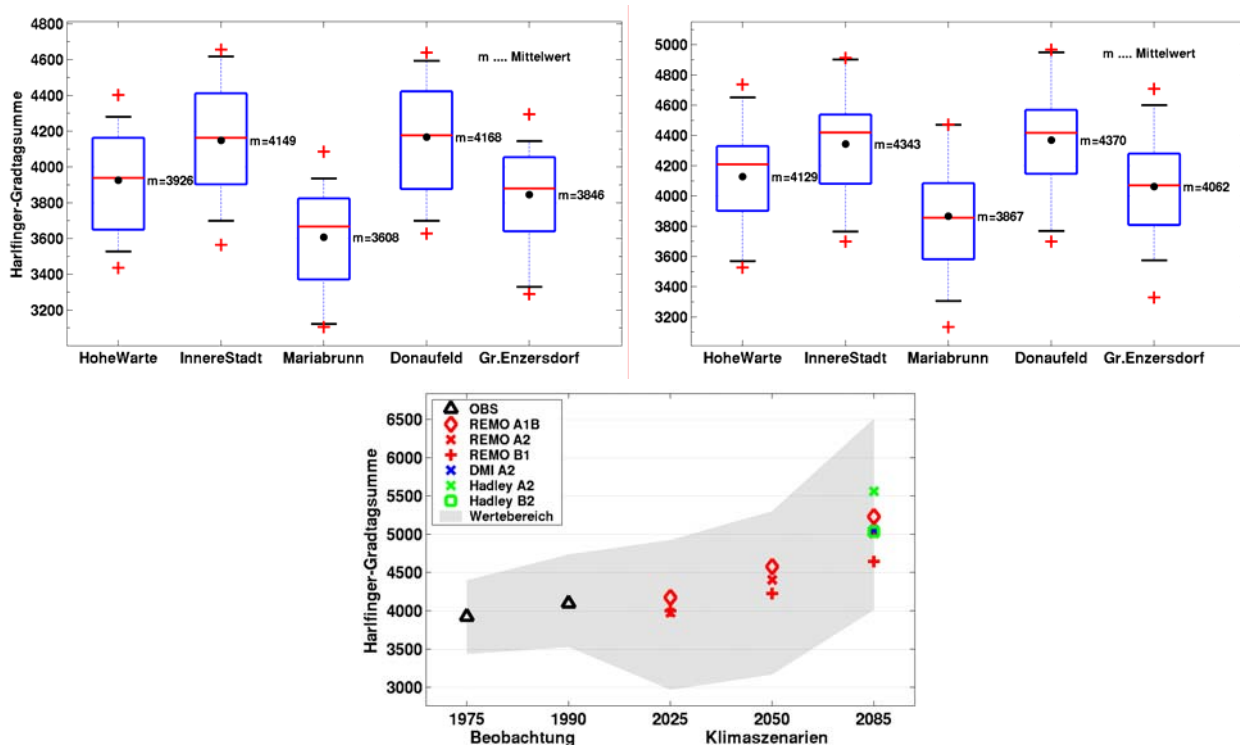 Harlfinger-Gradtagsumme
4800
4600
4400
4200
4000
3800
3600
3400
3200
m .... Mittelwert
m=3926
m=4149
m=3608
m=4168
m=3846
HoheWarte InnereStadt Mariabrunn Donaufeld Gr.Enzersdorf
5000
4800
4600
4400
4200
4000
3800
3600
3400
3200
m .... Mittelwert
m=4129
m=4343
m=3867
m=4370
m=4062
HoheWarte InnereStadt Mariabrunn Donaufeld Gr.Enzersdorf
Harlfinger-Gradtagsumme
6500
6000
5500
5000
4500
4000
3500
3000
OBS
REMO A1B
REMO A2
REMO B1
DMI A2
Hadley A2
Hadley B2
Wertebereich
1975 1990 2025 2050 2085
Beobachtung Klimaszenarien